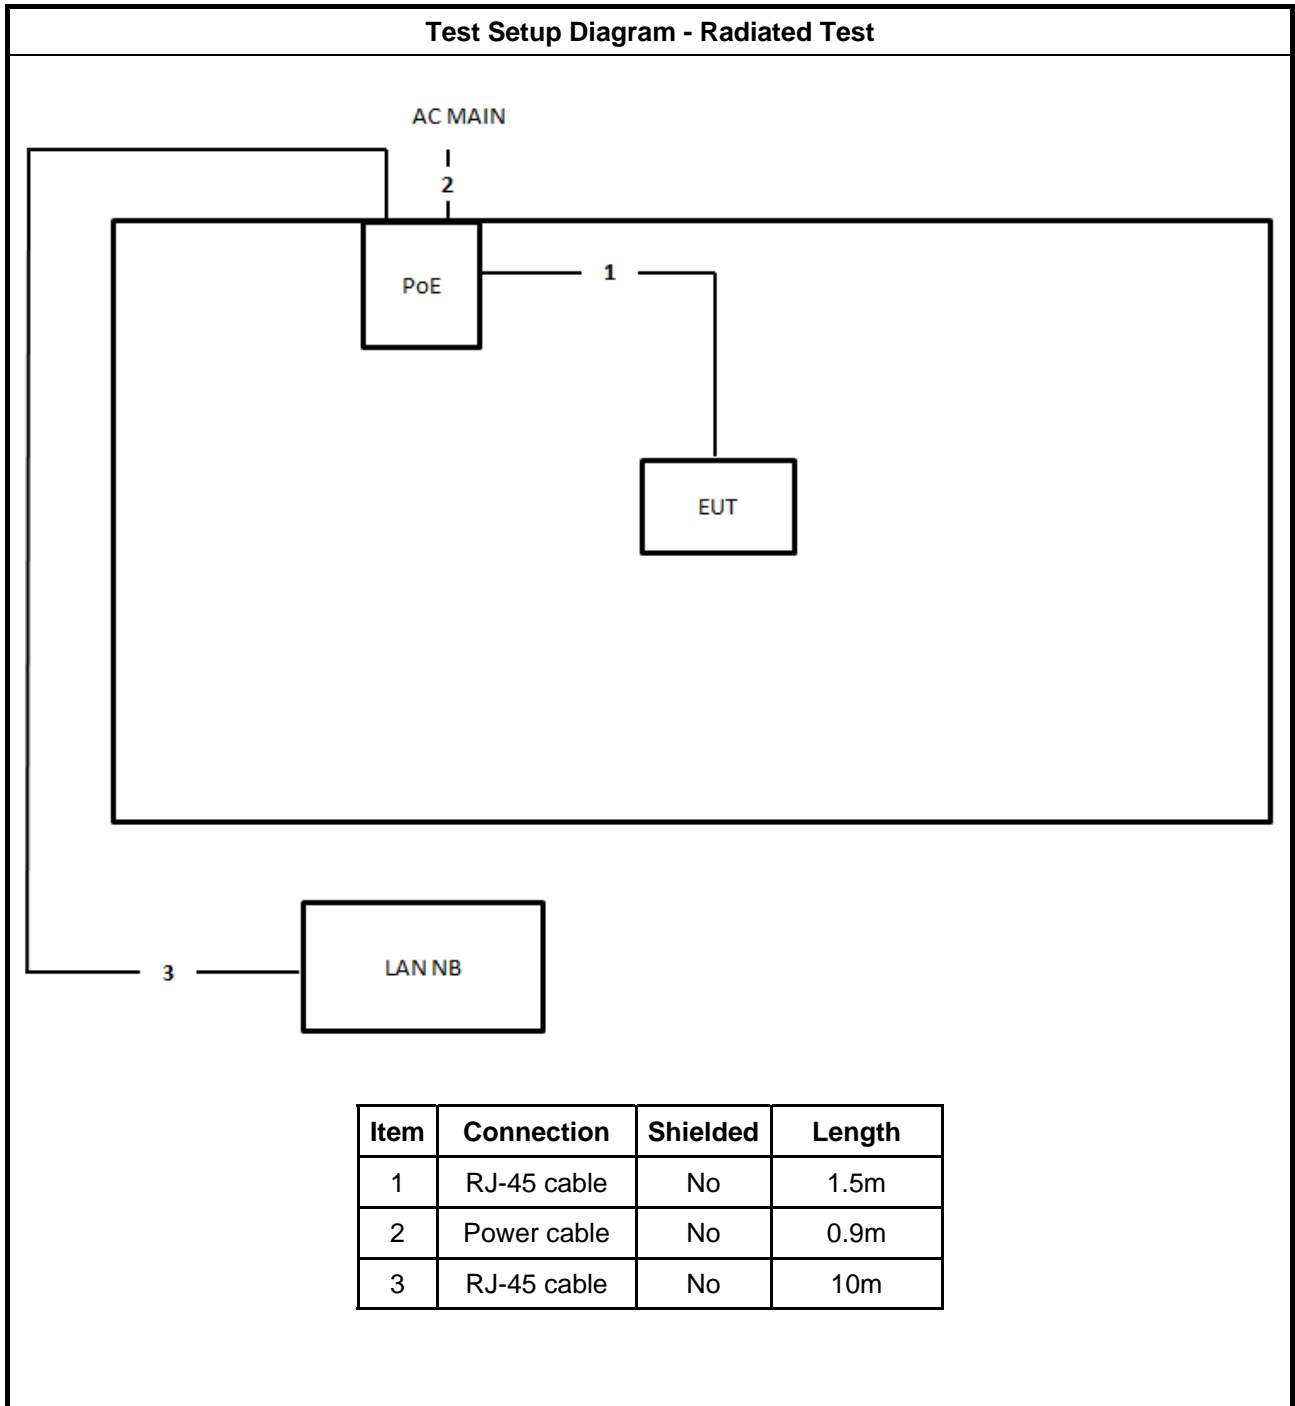 Test Setup Diagram - Radiated Test
AC MAIN
2
PoE
1
EUT
3
LAN NB
Item Connection Shielded Length
1 RJ-45 cable No 1.5m
2 Power cable No 0.9m
3 RJ-45 cable No 10m